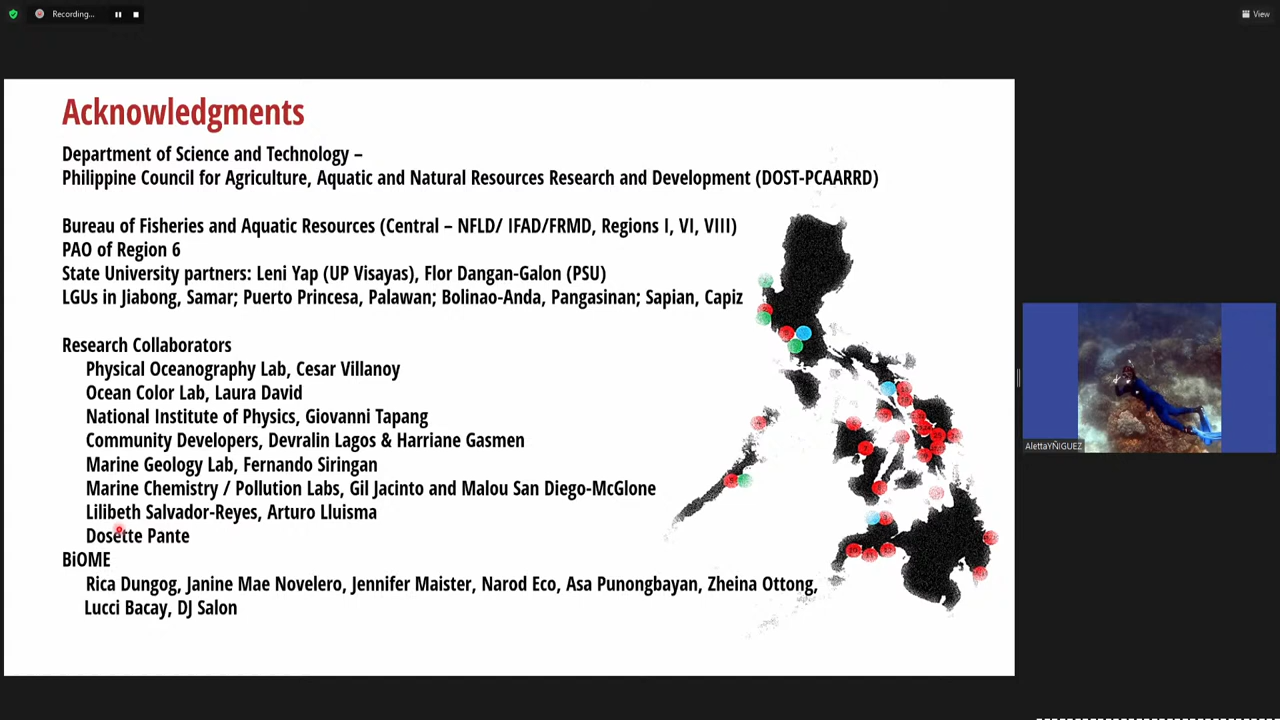 Recording...
View
Acknowledgments
Department of Science and Technology –
Philippine Council for Agriculture, Aquatic and Natural Resources Research and Development (DOST-PCAARRD)
Bureau of Fisheries and Aquatic Resources (Central – NFLD/ IFAD/FRMD, Regions I, VI, VIII)
PAO of Region 6
State University partners: Leni Yap (UP Visayas), Flor Dangan-Galon (PSU)
LGUs in Jiabong, Samar; Puerto Princesa, Palawan; Bolinao-Anda, Pangasinan; Sapian, Capiz
Research Collaborators
Physical Oceanography Lab, Cesar Villanoy
Ocean Color Lab, Laura David
National Institute of Physics, Giovanni Tapang
Community Developers, Devralin Lagos & Harriane Gasmen
Marine Geology Lab, Fernando Siringan
Marine Chemistry / Pollution Labs, Gil Jacinto and Malou San Diego-McGlone
Lilibeth Salvador-Reyes, Arturo Lluisma
Dosette Pante
BiOME
Rica Dungog, Janine Mae Novelero, Jennifer Maister, Narod Eco, Asa Punongbayan, Zheina Ottong,
Lucci Bacay, DJ Salon
AlettaYÑIGUEZ